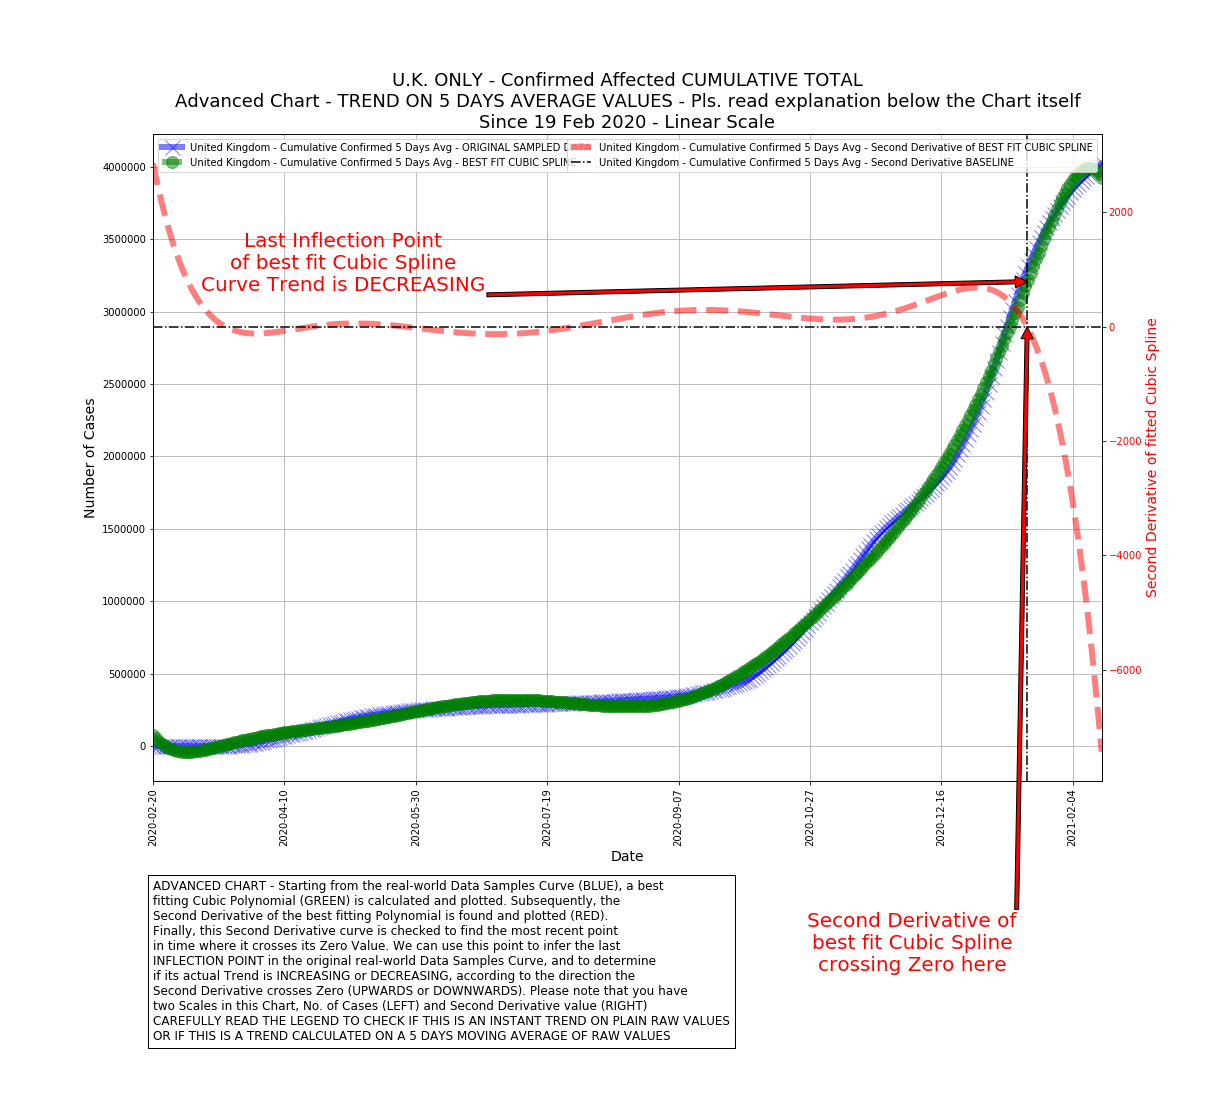 U.K. ONLY - Confirmed Affected CUMULATIVE TOTAL
Advanced Chart - TREND ON 5 DAYS AVERAGE VALUES - Pls. read explanation below the Chart itself
Since 19 Feb 2020 - Linear Scale
United Kingdom - Cumulative Confirmed 5 Days Avg - ORIGINAL SAMPLED
United Kingdom - Cumulative Confirmed 5 Days Avg - BEST FIT CUBIC SPLINE
United Kingdom - Cumulative Confirmed 5 Days Avg - Second Derivative of BEST FIT CUBIC SPLINE
United Kingdom - Cumulative Confirmed 5 Days Avg - Second Derivative BASELINE
Last Inflection Point
of best fit Cubic Spline
Curve Trend is DECREASING
Number of Cases
4000000
3500000
3000000
2500000
2000000
1500000
1000000
500000
0
2000
0
−2000
−4000
−6000
Second Derivative of fitted Cubic Spline
2020-02-20
2020-04-10
2020-05-30
2020-07-19
2020-09-07
2020-10-27
2020-12-16
2021-02-04
Date
ADVANCED CHART - Starting from the real-world Data Samples Curve (BLUE), a best
fitting Cubic Polynomial (GREEN) is calculated and plotted. Subsequently, the
Second Derivative of the best fitting Polynomial is found and plotted (RED).
Finally, this Second Derivative curve is checked to find the most recent point
in time where it crosses its Zero Value. We can use this point to infer the last
INFLECTION POINT in the original real-world Data Samples Curve, and to determine
if its actual Trend is INCREASING or DECREASING, according to the direction the
Second Derivative crosses Zero (UPWARDS or DOWNWARDS). Please note that you have
two Scales in this Chart, No. of Cases (LEFT) and Second Derivative value (RIGHT)
CAREFULLY READ THE LEGEND TO CHECK IF THIS IS AN INSTANT TREND ON PLAIN RAW VALUES
OR IF THIS IS A TREND CALCULATED ON A 5 DAYS MOVING AVERAGE OF RAW VALUES
Second Derivative of
best fit Cubic Spline
crossing Zero here